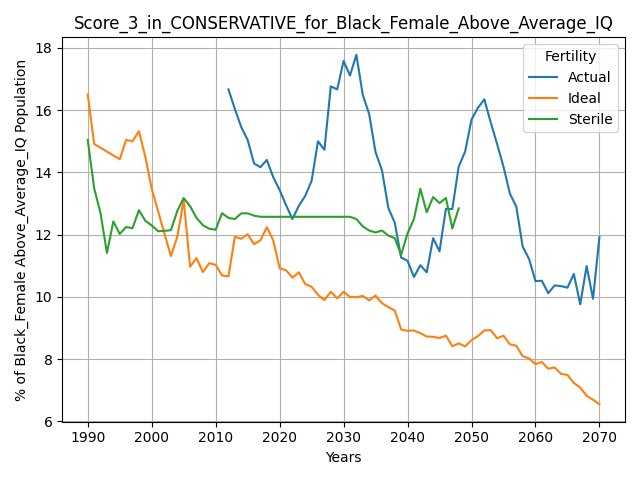 Score_3_in_CONSERVATIVE_for_Black_Female_Above_Average_IQ
Fertility
Actual
Ideal
Sterile
% of Black_Female Above_Average_IQ Population
18
16
14
12
10
8
6
1990
2000
2010
2020
2030
2040
2050
2060
2070
Years